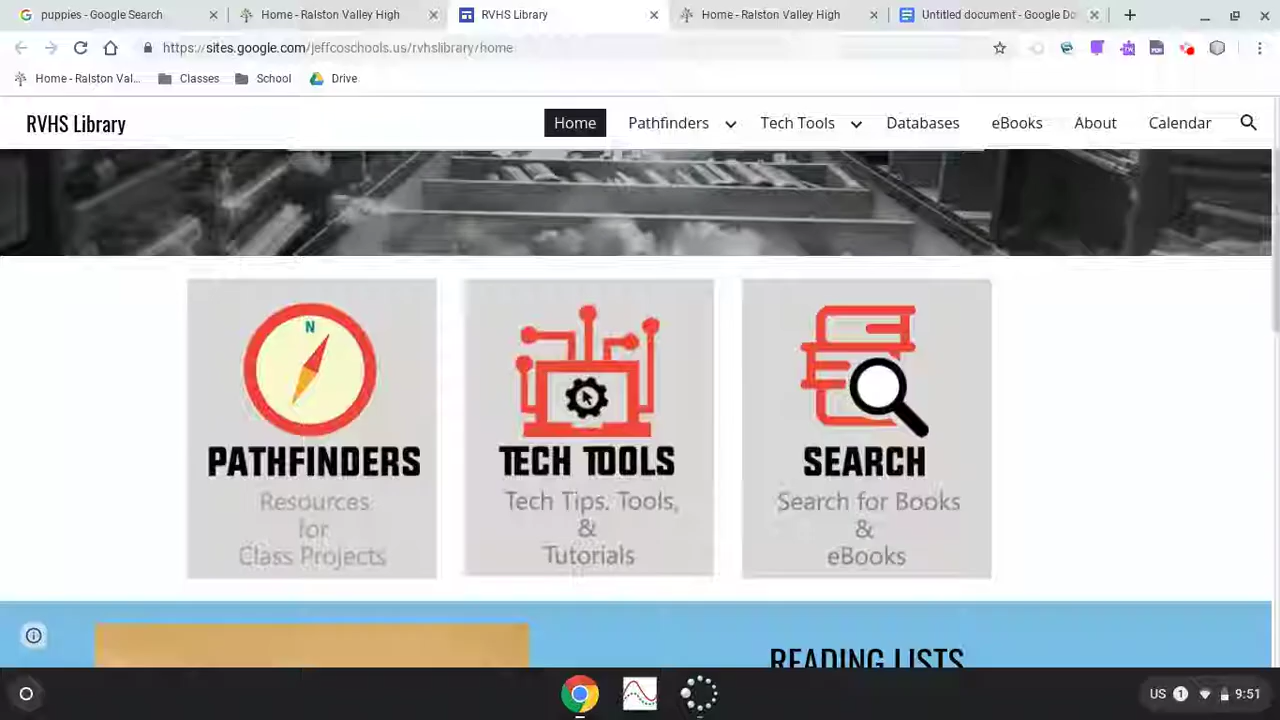 puppies - Google Search
Home - Ralston Valley High
RVHS Library
Home - Ralston Valley High
Untitled document - Google Do
https://sites.google.com/jeffcoschools.us/rvhslibrary/home
Home - Ralston Val...
Classes
School
Drive
RVHS Library
Home
Pathfinders
Tech Tools
Databases
eBooks
About
Calendar
N
PATHFINDERS
Resources
for
Class Projects
TECH TOOLS
Tech Tips, Tools,
&
Tutorials
SEARCH
Search for Books
&
eBooks
READING LISTS
US
1
9:51